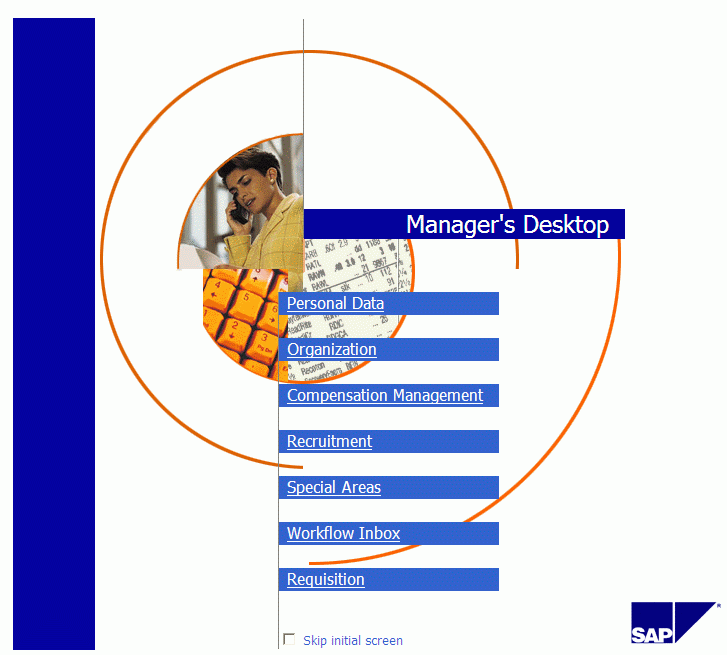 Manager's Desktop
Personal Data
Organization
Compensation Management
Recruitment
Special Areas
Workflow Inbox
Requisition
Skip initial screen
SAP
®